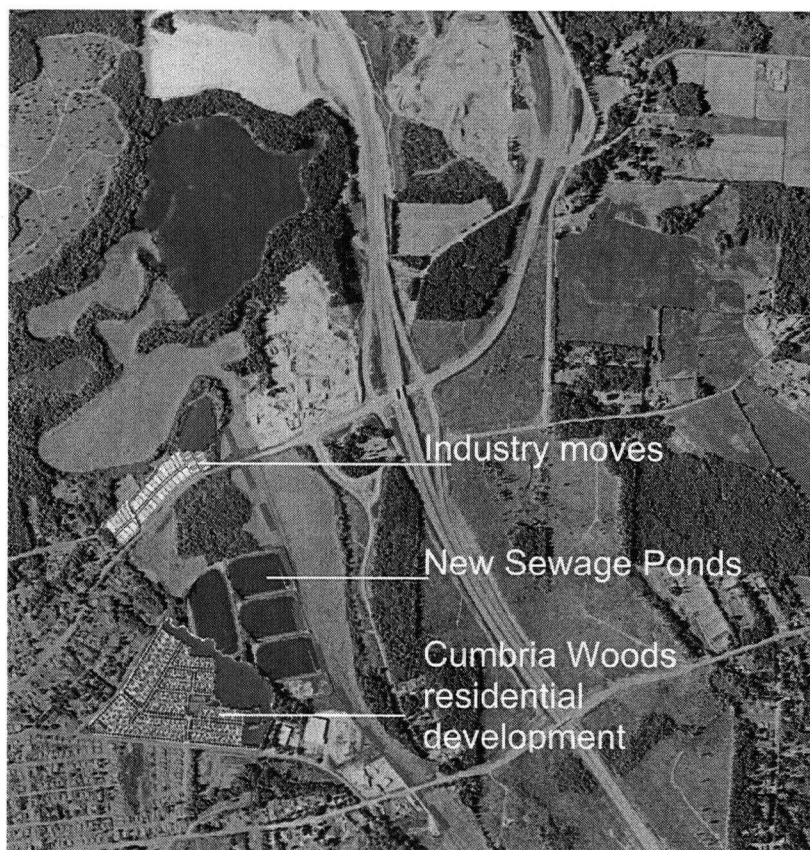 Industry moves
New Sewage Ponds
Cumbria Woods
residential
development